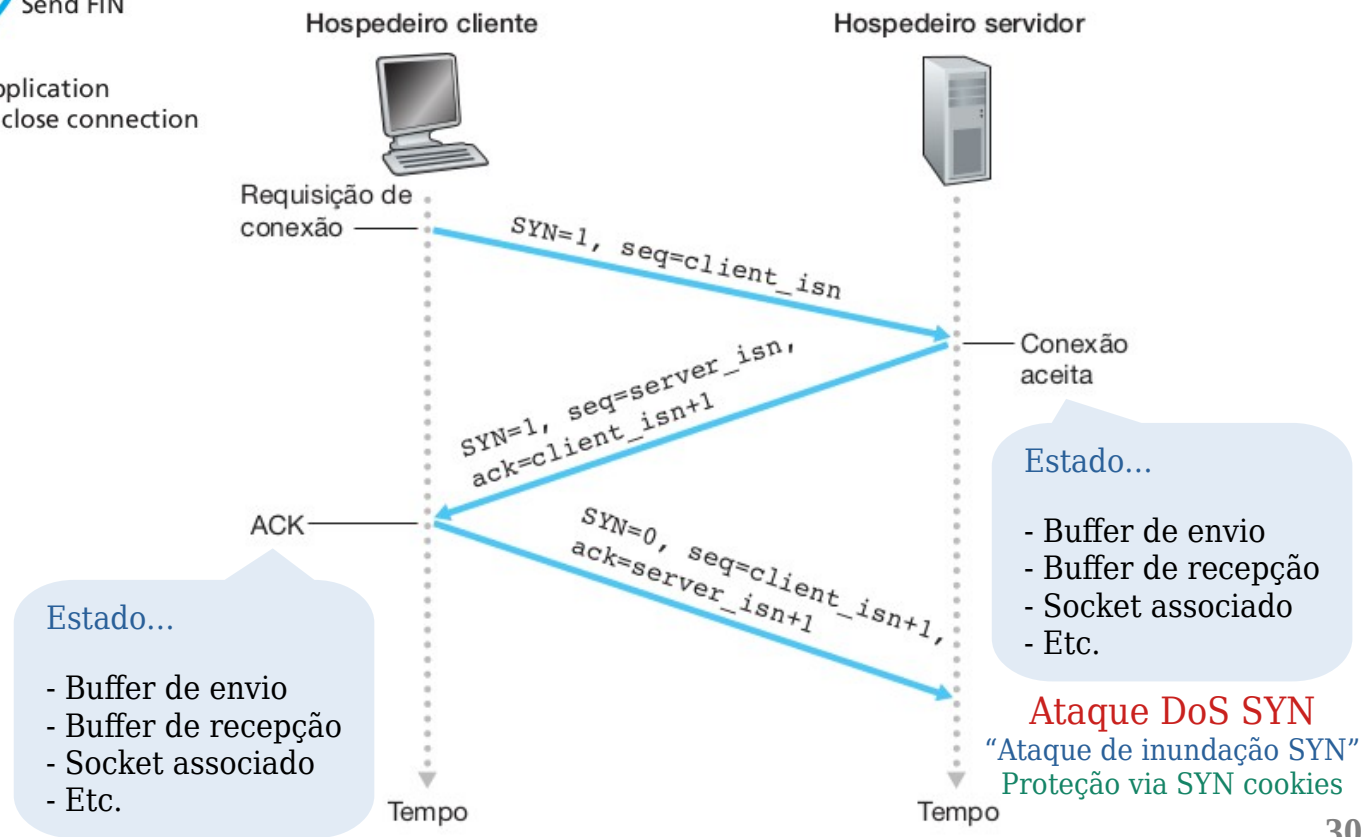 Send FIN
close connection
Hospedeiro cliente
Hospedeiro servidor
Requisição de
conexão
SYN=1, seq=client_isn
Conexão
aceita
SYN=1, seq=server_isn,
ack=client_isn+1
ACK
SYN=0, seq=client_isn+1,
ack=server_isn+1
Estado...
- Buffer de envio
- Buffer de recepção
- Socket associado
- Etc.
Estado...
- Buffer de envio
- Buffer de recepção
- Socket associado
- Etc.
Ataque DoS SYN
“Ataque de inundação SYN”
Proteção via SYN cookies
Tempo
Tempo
30